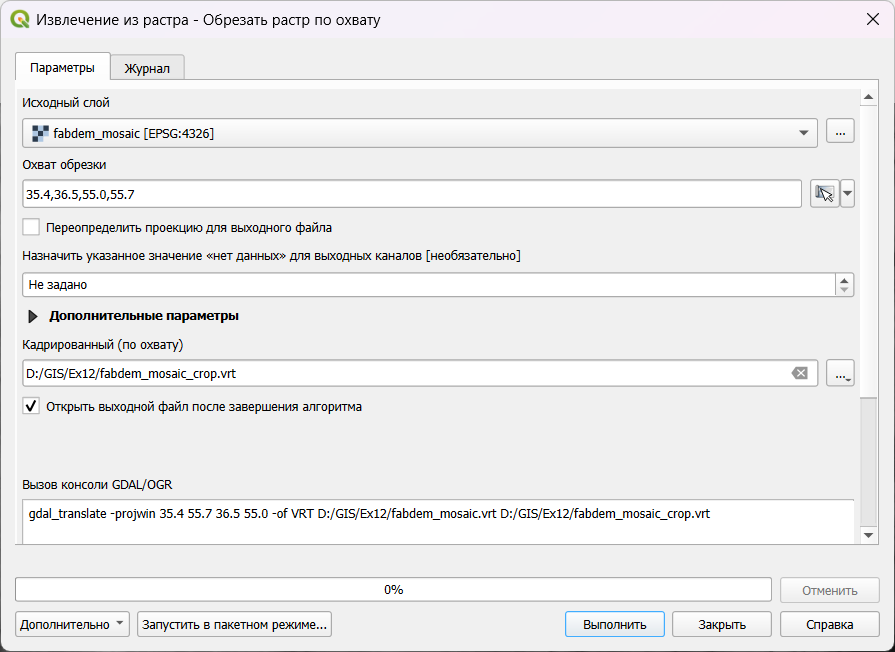 Извлечение из растра - Обрезать растр по охвату
Параметры
Журнал
Исходный слой
fabdem_mosaic [EPSG:4326]
...
Охват обрезки
35.4,36.5,55.0,55.7
Переопределить проекцию для выходного файла
Назначить указанное значение «нет данных» для выходных каналов [необязательно]
Не задано
Дополнительные параметры
Кадрированный (по охвату)
D:/GIS/Ex12/fabdem_mosaic_crop.vrt
...
Открыть выходной файл после завершения алгоритма
Вызов консоли GDAL/OGR
gdal_translate -projwin 35.4 55.7 36.5 55.0 -of VRT D:/GIS/Ex12/fabdem_mosaic.vrt D:/GIS/Ex12/fabdem_mosaic_crop.vrt
0%
Отменить
Дополнительно
Запустить в пакетном режиме...
Выполнить
Закрыть
Справка